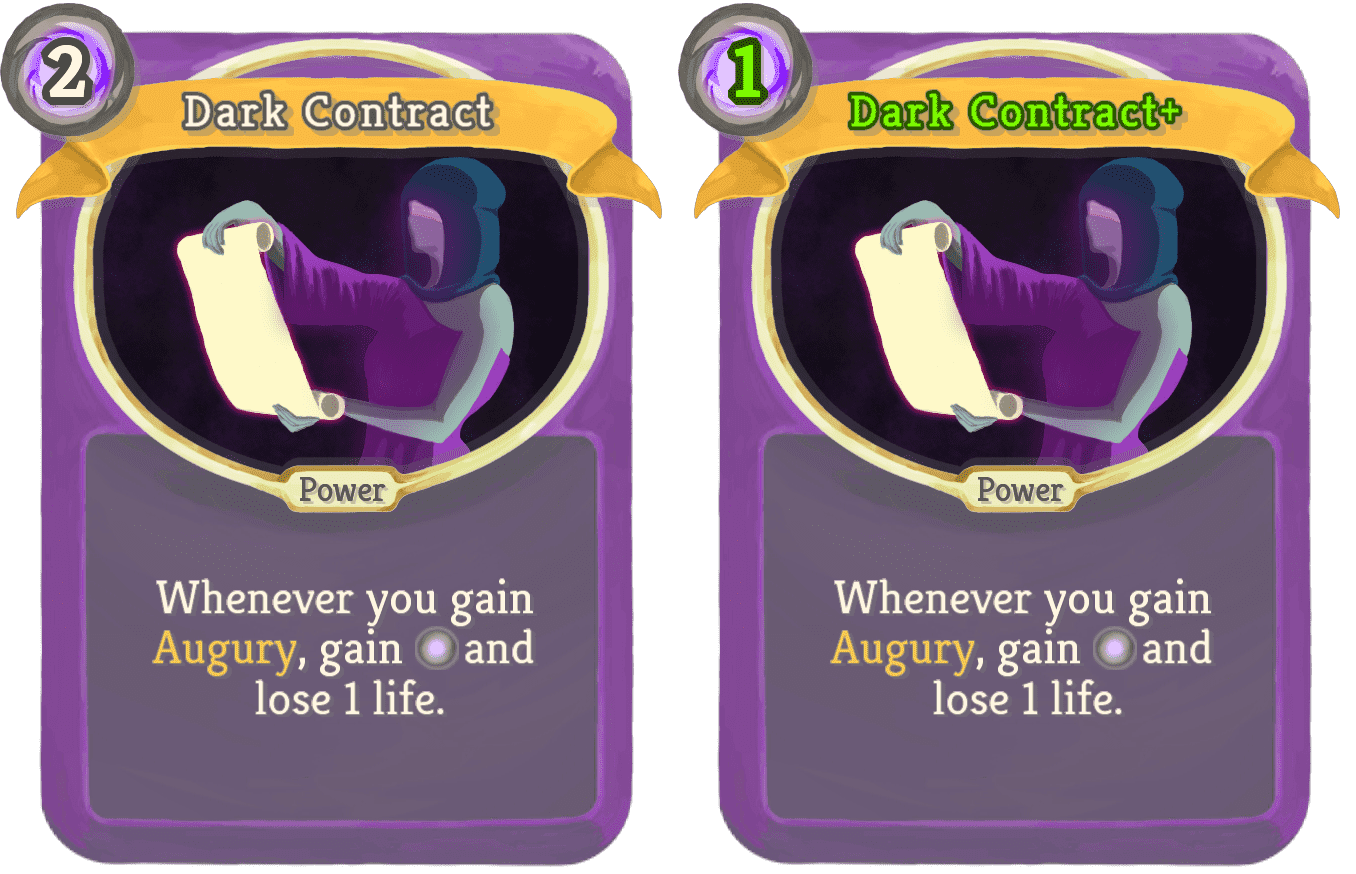 2
Dark Contract
Power
Whenever you gain
Augury, gain and
lose 1 life.
1
Dark Contract+
Power
Whenever you gain
Augury, gain and
lose 1 life.